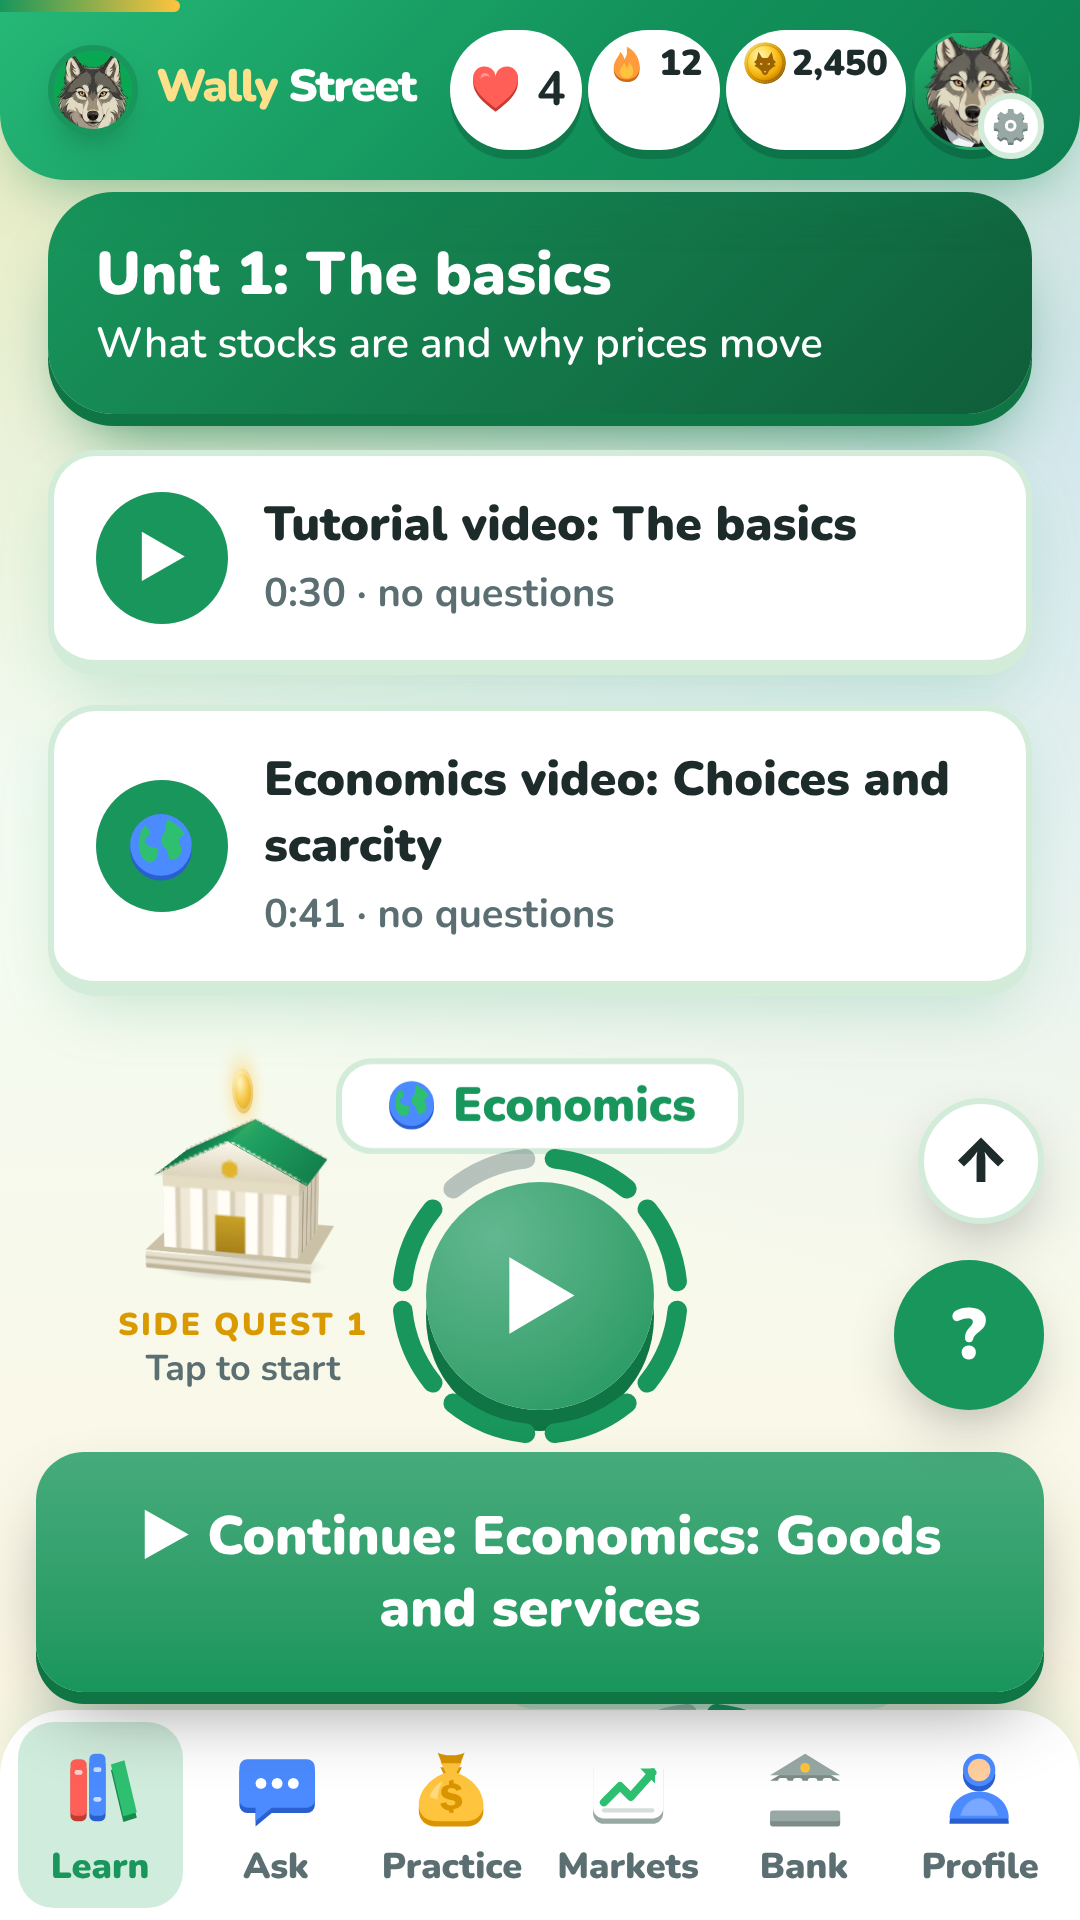 Wally Street
4
12
2,450
Unit 1: The basics
What stocks are and why prices move
Tutorial video: The basics
0:30 · no questions
Economics video: Choices and
scarcity
0:41 · no questions
Economics
SIDE QUEST 1
Tap to start
?
Continue: Economics: Goods
and services
Learn
Ask
Practice
Markets
Bank
Profile